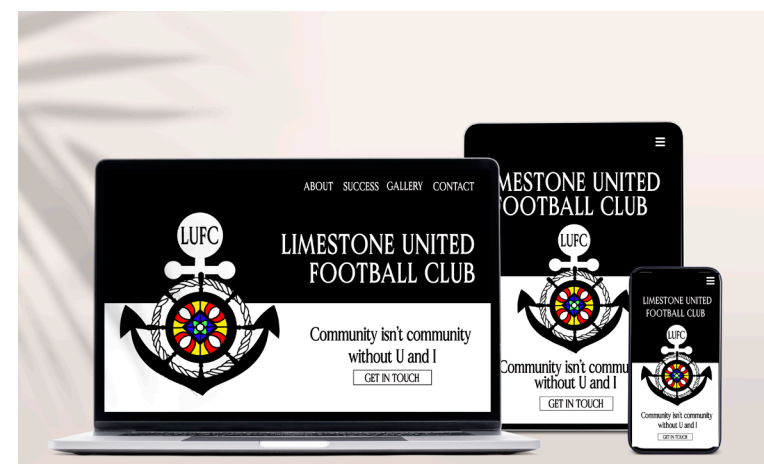 ABOUT SUCCESS GALLERY CONTACT
LUFC
LIMESTONE UNITED
FOOTBALL CLUB
Community isn't community
without U and I
GET IN TOUCH
MESTONE UNITED
FOOTBALL CLUB
LUFC
Community isn't commu
without U and I
GET IN TOUCH
LIMESTONE UNITED
FOOTBALL CLUB
LUFC
Community isn't community
without U and I
GET IN TOUCH